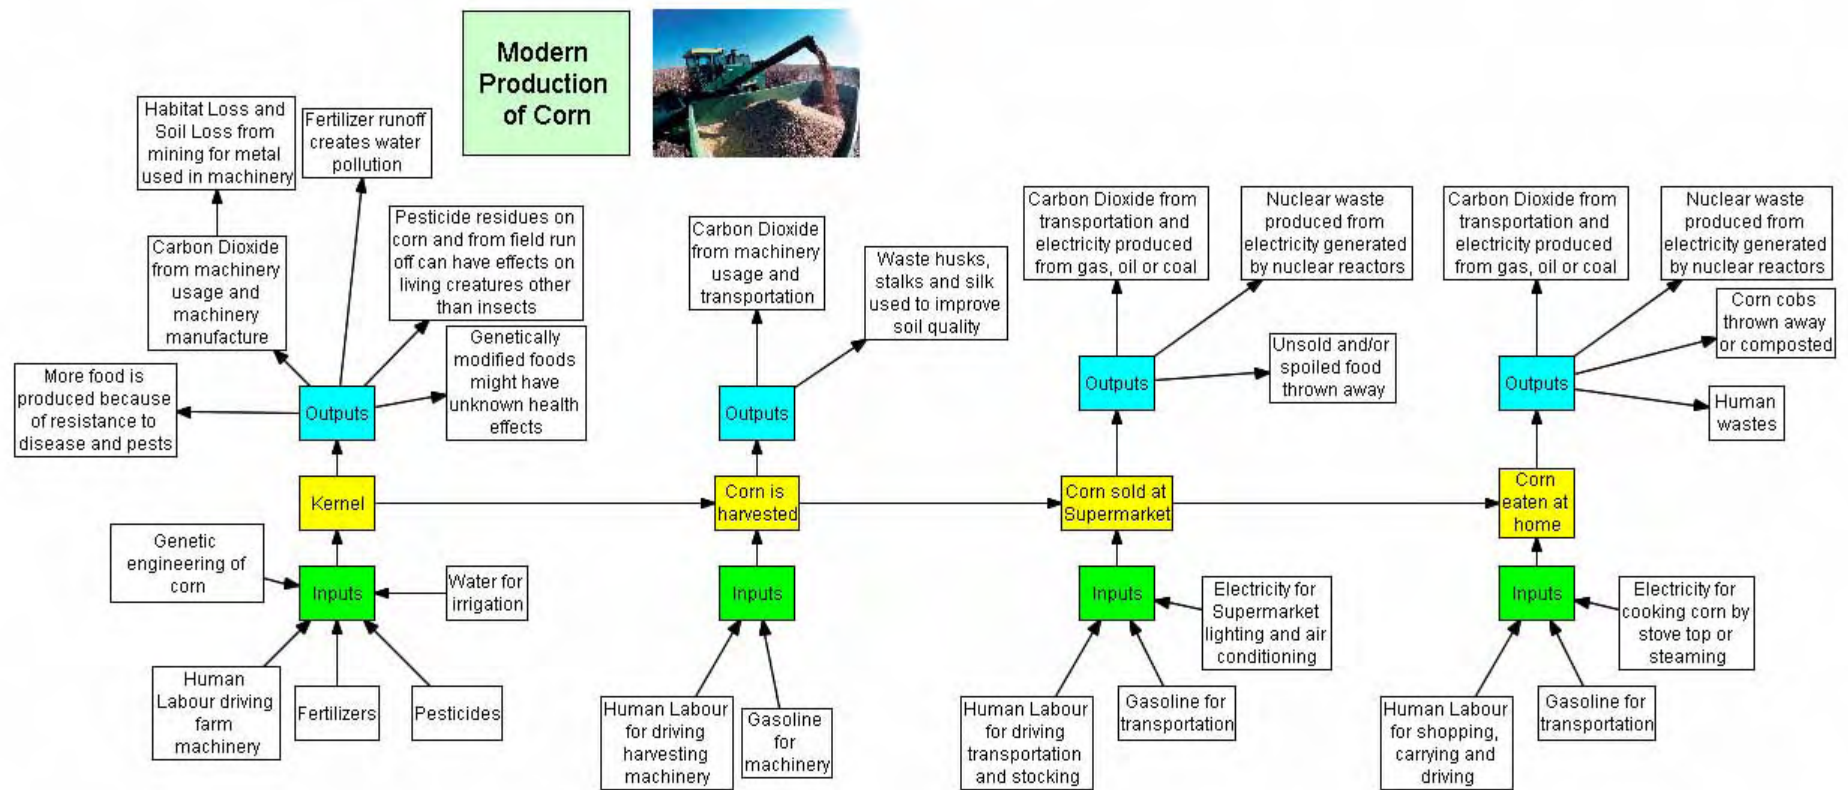 Modern
Production
of Corn
Habitat Loss and
Soil Loss from
mining for metal
used in machinery
Fertilizer runoff
creates water
pollution
Carbon Dioxide
from machinery
usage and
machinery
manufacture
Pesticide residues on
corn and from field run
off can have effects on
living creatures other
than insects
More food is
produced because
of resistance to
disease and pests
Genetically
modified foods
might have
unknown health
effects
Outputs
Kernel
Inputs
Genetic
engineering of
corn
Water for
irrigation
Human
Labour driving
farm
machinery
Fertilizers
Pesticides
Carbon Dioxide
from machinery
usage and
transportation
Waste husks,
stalks and silk
used to improve
soil quality
Outputs
Corn is
harvested
Inputs
Human Labour
for driving
harvesting
machinery
Gasoline
for
machinery
Carbon Dioxide from
transportation and
electricity produced
from gas, oil or coal
Nuclear waste
produced from
electricity generated
by nuclear reactors
Unsold and/or
spoiled food
thrown away
Outputs
Corn sold at
Supermarket
Inputs
Electricity for
Supermarket
lighting and air
conditioning
Human Labour
for driving
transportation
and stocking
Gasoline for
transportation
Carbon Dioxide from
transportation and
electricity produced
from gas, oil or coal
Nuclear waste
produced from
electricity generated
by nuclear reactors
Corn cobs
thrown away
or composted
Human
wastes
Outputs
Corn
eaten at
home
Inputs
Electricity for
cooking corn by
stove top or
steaming
Human Labour
for shopping,
carrying and
driving
Gasoline for
transportation